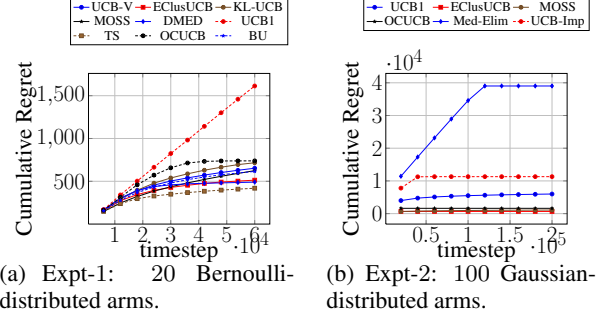 UCB-V EClusUCB KL-UCB
MOSS DMED UCB1
TS OCUCB BU
UCB1 EClusUCB MOSS
OCUCB Med-Elim UCB-Imp
Cumulative Regret
1,500
1,000
500
1 2 3 4 5 6
timestep ·10^4
Cumulative Regret
·10^4
4
3
2
1
0
0.5 1 1.5 2
timestep ·10^5
(a) Expt-1: 20 Bernoulli-
distributed arms.
(b) Expt-2: 100 Gaussian-
distributed arms.